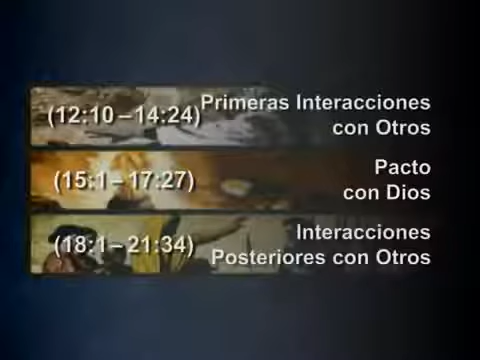 (12:10 – 14:24) Primeras Interacciones
con Otros
(15:1 – 17:27) Pacto
con Dios
(18:1 – 21:34) Interacciones
Posteriores con Otros